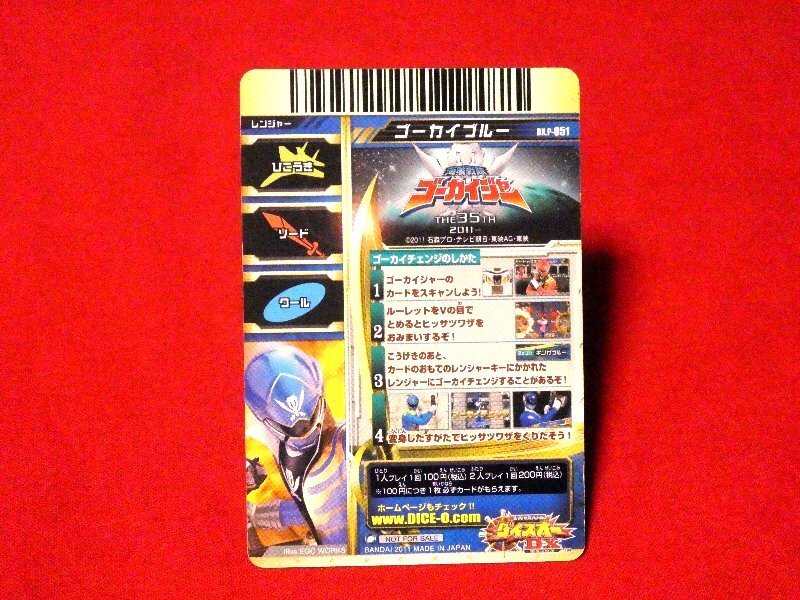 レンジャー
ゴーカイブルー
DX.P-051
ひこうき
ソード
クール
海賊戦隊
ゴーカイジャー
THE 35TH
2011
©2011 石森プロ・テレビ朝日・東映AG・東映
ゴーカイチェンジのしかた
1 ゴーカイジャーの
カードをスキャンしよう!
2 ルーレットをVの目で
とめるとヒッサツワザを
おみまいするぞ!
3 こうげきのあと、
カードのおもてのレンジャーキーにかかれた
レンジャーにゴーカイチェンジすることがあるぞ!
ギンガブルー
4 変身したすがたでヒッサツワザをくりだそう!
1人プレイ1回100円(税込) 2人プレイ1回200円(税込)
※100円につき1枚必ずカードがもらえます。
ホームページもチェック!!
www.DICE-O.com
NOT FOR SALE
ダイスオー
DX
illus.EGC WORKS
BANDAI 2011 MADE IN JAPAN